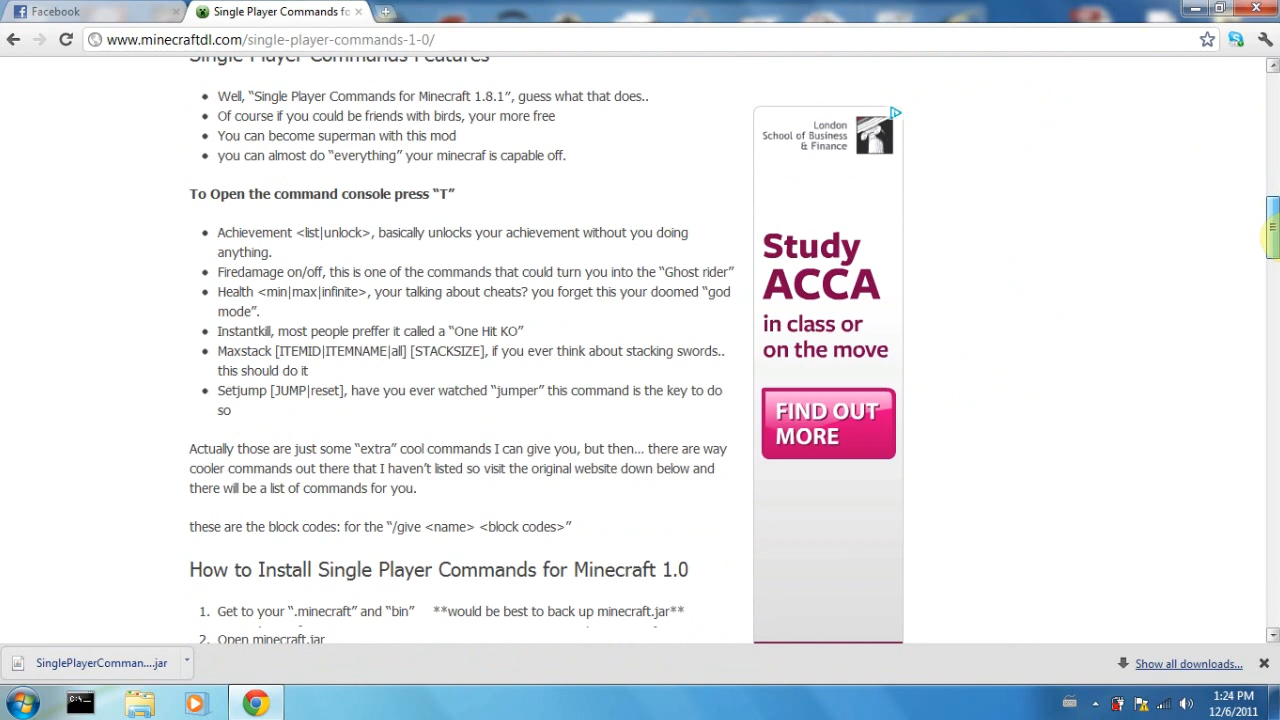 Facebook
Single Player Commands fo
www.minecraftdl.com/single-player-commands-1-0/
Single Player Commands Features
Well, “Single Player Commands for Minecraft 1.8.1”, guess what that does..
Of course if you could be friends with birds, your more free
You can become superman with this mod
you can almost do “everything” your minecraf is capable off.
To Open the command console press “T”
Achievement <list|unlock>, basically unlocks your achievement without you doing
anything.
Firedamage on/off, this is one of the commands that could turn you into the “Ghost rider”
Health <min|max|infinite>, your talking about cheats? you forget this your doomed “god
mode”.
Instantkill, most people preffer it called a “One Hit KO”
Maxstack [ITEMID|ITEMNAME|all] [STACKSIZE], if you ever think about stacking swords..
this should do it
Setjump [JUMP|reset], have you ever watched “jumper” this command is the key to do
so
Actually those are just some “extra” cool commands I can give you, but then… there are way
cooler commands out there that I haven’t listed so visit the original website down below and
there will be a list of commands for you.
these are the block codes: for the “/give <name> <block codes>”
How to Install Single Player Commands for Minecraft 1.0
1. Get to your “.minecraft” and “bin” **would be best to back up minecraft.jar**
2. Open minecraft.jar
London
School of Business
& Finance
Study
ACCA
in class or
on the move
FIND OUT
MORE
SinglePlayerComman....jar
Show all downloads...
1:24 PM
12/6/2011